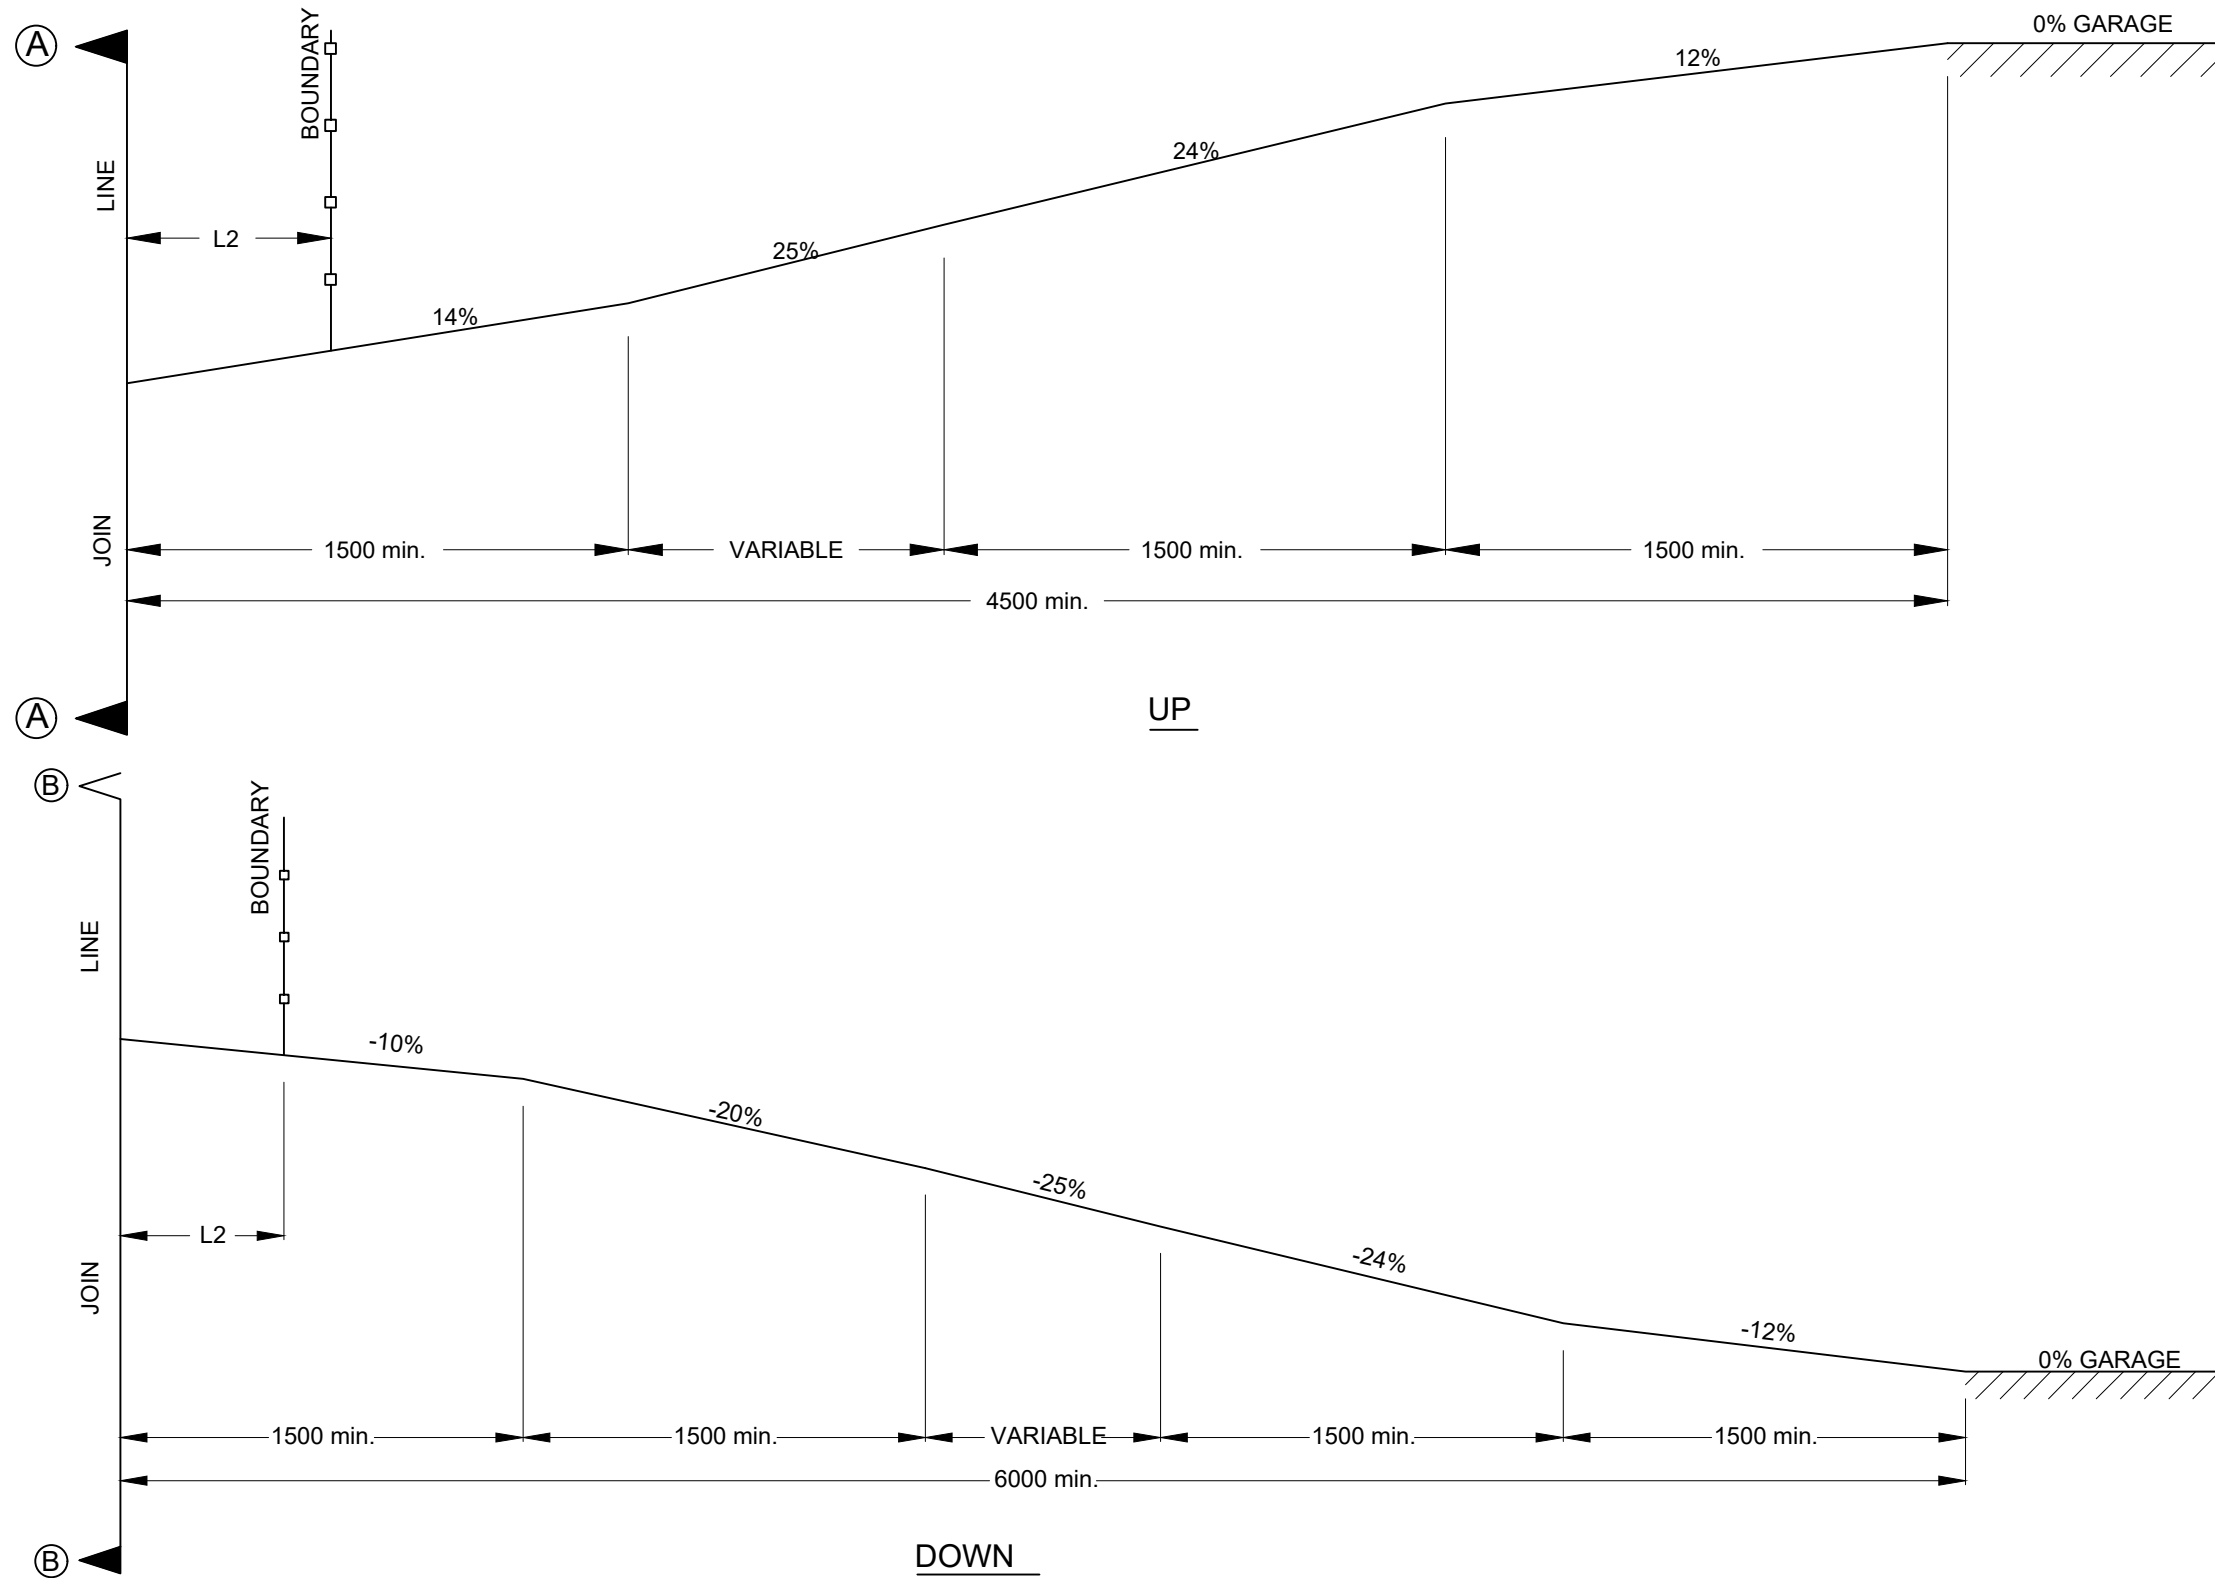 A
BOUNDARY
0% GARAGE
12%
LINE
24%
L2
25%
14%
JOIN
1500 min.
VARIABLE
1500 min.
1500 min.
4500 min.
A
UP
B
BOUNDARY
LINE
-10%
-20%
-25%
L2
-24%
JOIN
-12%
0% GARAGE
1500 min.
1500 min.
VARIABLE
1500 min.
1500 min.
6000 min.
B
DOWN